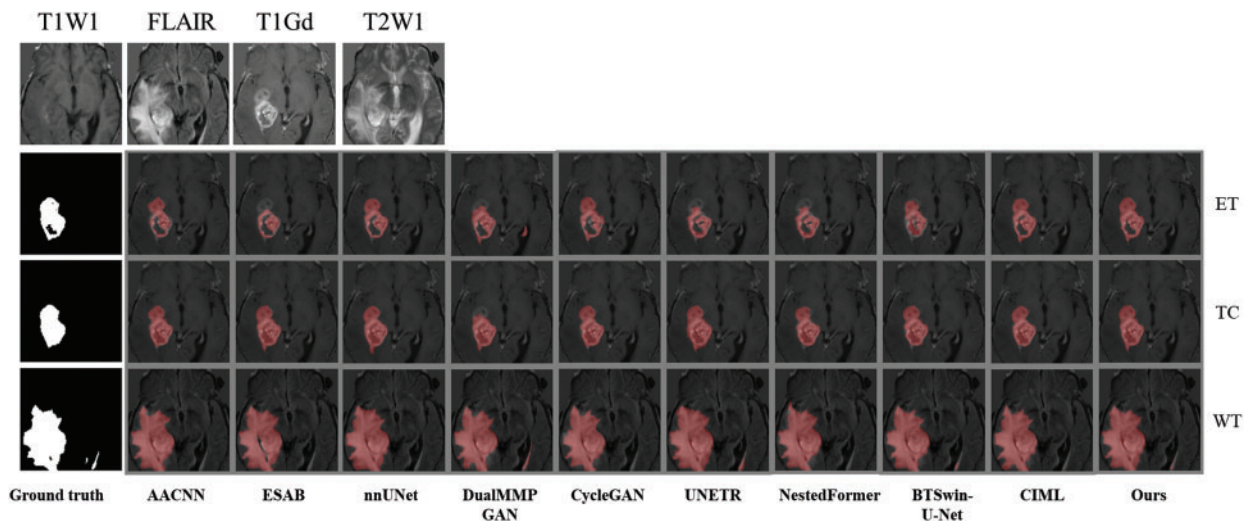 T1W1 FLAIR T1Gd T2W1
ET
TC
WT
Ground truth AACNN ESAB nnUNet DualMMP GAN CycleGAN UNETR NestedFormer BTSwin-U-Net CIML Ours